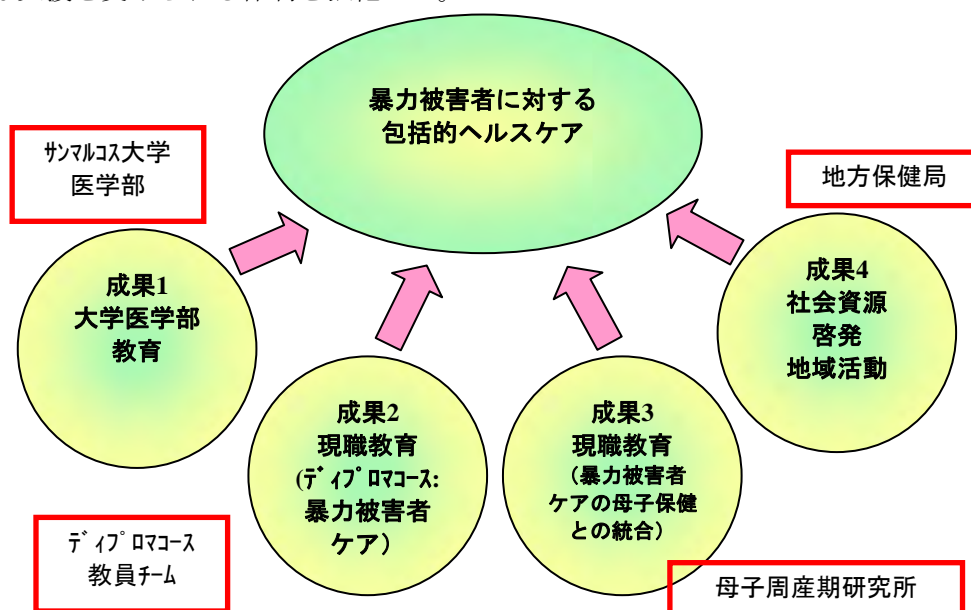 暴力被害者に対する
包括的ヘルスケア
ｻﾝﾏﾙｺｽ大学
医学部
地方保健局
成果1
大学医学部
教育
成果4
社会資源
啓発
地域活動
成果2
現職教育
(ﾃﾞｨﾌﾟﾛﾏｺｰｽ:
暴力被害者
ケア）
成果3
現職教育
（暴力被害者
ケアの母子保健
との統合）
ﾃﾞｨﾌﾟﾛﾏｺｰｽ
教員ﾁｰﾑ
母子周産期研究所